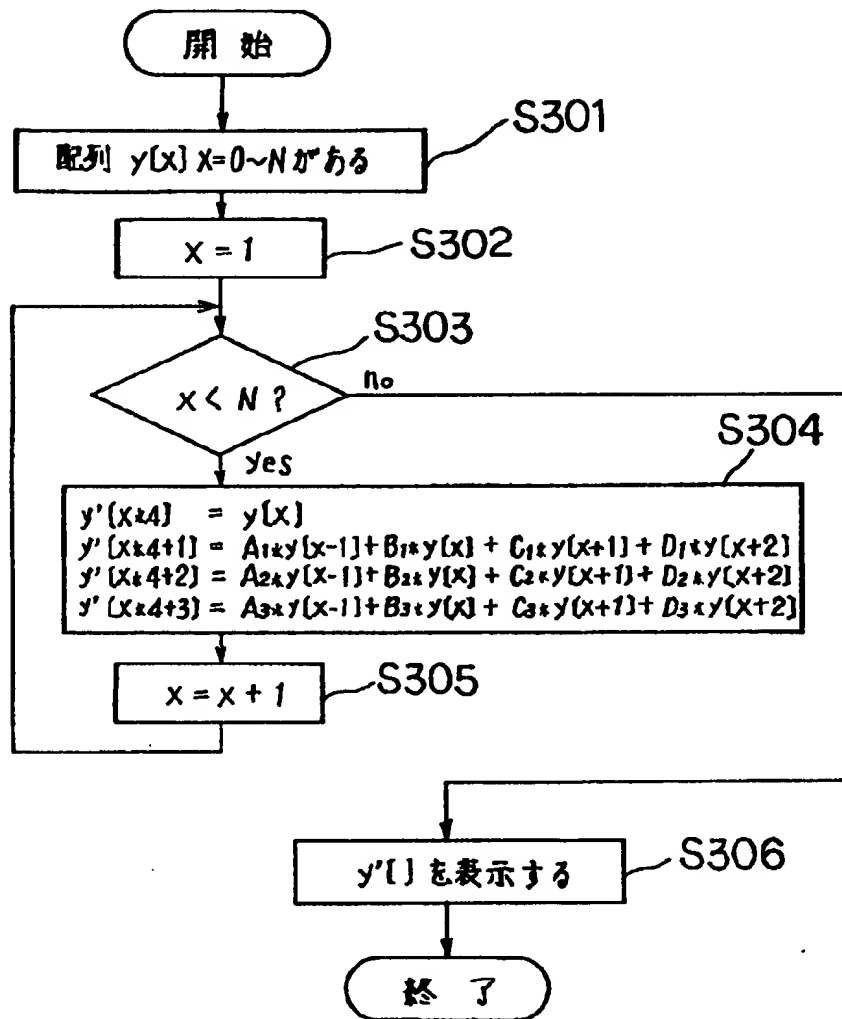 開始
配列 y[x] x=0~Nがある
S301
x = 1
S302
S303
x < N ?
no
yes
S304
y'[x*4] = y[x]
y'[x*4+1] = A1*y[x-1]+B1*y[x] + C1*y[x+1] + D1*y[x+2]
y'[x*4+2] = A2*y[x-1]+B2*y[x] + C2*y[x+1] + D2*y[x+2]
y'[x*4+3] = A3*y[x-1]+B3*y[x] + C3*y[x+1] + D3*y[x+2]
x = x + 1
S305
y'[ ] を表示する
S306
終了